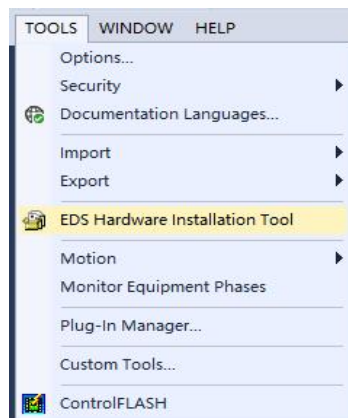 TOOLS WINDOW HELP
Options...
Security
Documentation Languages...
Import
Export
EDS Hardware Installation Tool
Motion
Monitor Equipment Phases
Plug-In Manager...
Custom Tools...
ControlFLASH